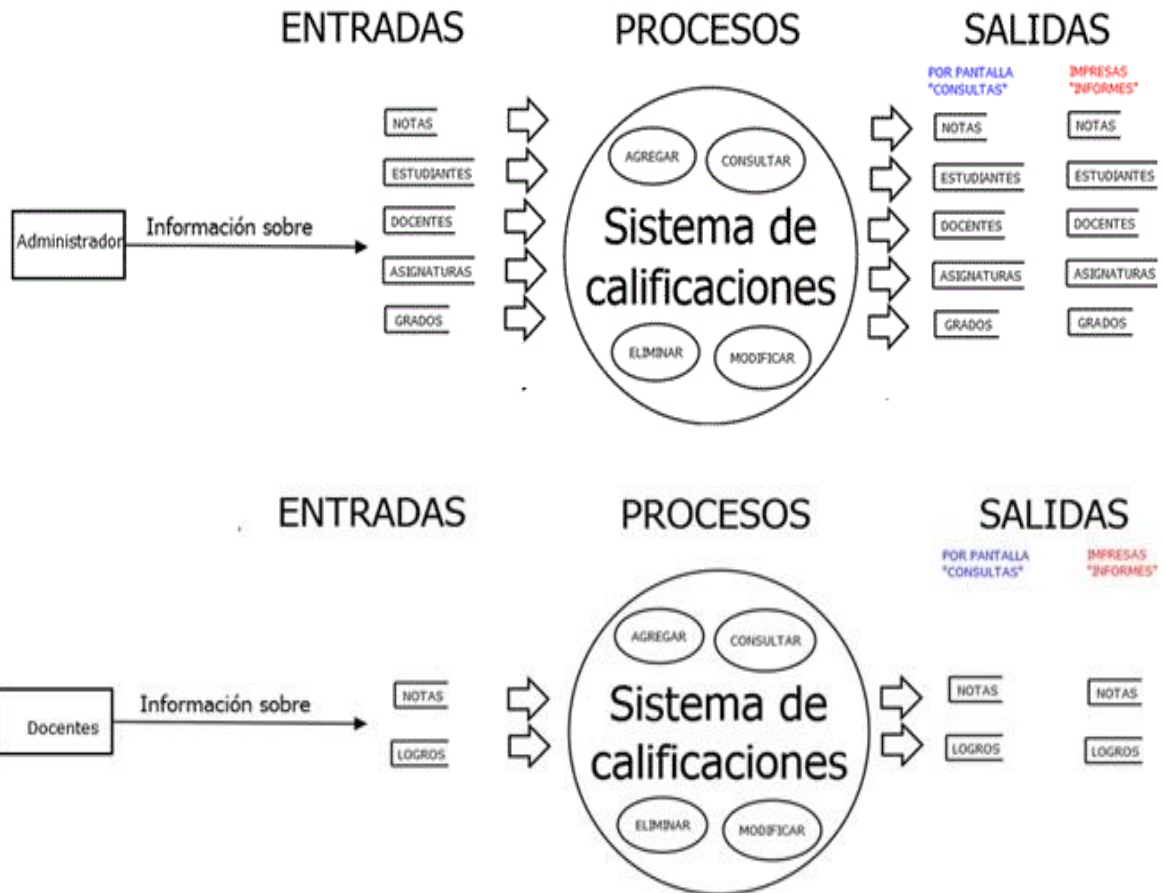 ENTRADAS PROCESOS SALIDAS
POR PANTALLA IMPRESAS
"CONSULTAS" "INFORMES"
NOTAS NOTAS NOTAS
AGREGAR CONSULTAR
ESTUDIANTES ESTUDIANTES ESTUDIANTES
Administrador Información sobre DOCENTES Sistema de DOCENTES DOCENTES
ASIGNATURAS calificaciones ASIGNATURAS ASIGNATURAS
GRADOS GRADOS GRADOS
ELIMINAR MODIFICAR
ENTRADAS PROCESOS SALIDAS
POR PANTALLA IMPRESAS
"CONSULTAS" "INFORMES"
AGREGAR CONSULTAR
NOTAS NOTAS NOTAS
Docentes Información sobre Sistema de
LOGROS calificaciones LOGROS LOGROS
ELIMINAR MODIFICAR